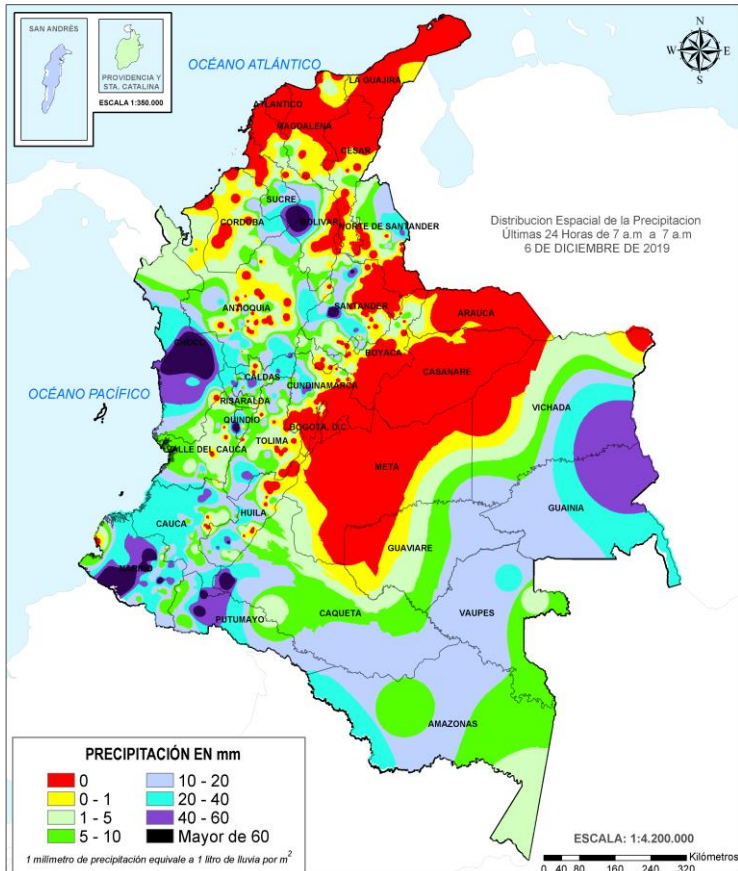 SAN ANDRÉS
PROVIDENCIA Y
STA. CATALINA
ESCALA 1:350.000
OCÉANO ATLÁNTICO
N
W E
S
LA GUAJIRA
ATLANTICO
MAGDALENA
CESAR
SUCRE
CORDOBA
BOLIVAR
NORTE DE SANTANDER
Distribucion Espacial de la Precipitacion
Últimas 24 Horas de 7 a.m a 7 a.m
6 DE DICIEMBRE DE 2019
ANTIOQUIA
SANTANDER
ARAUCA
CHOCO
BOYACA
CASANARE
OCÉANO PACÍFICO
CALDAS
CUNDINAMARCA
RISARALDA
VICHADA
QUINDIO
BOGOTA, D.C.
TOLIMA
VALLE DEL CAUCA
META
CAUCA
HUILA
GUAINIA
GUAVIARE
NARIÑO
CAQUETA
VAUPES
PUTUMAYO
AMAZONAS
PRECIPITACIÓN EN mm
0
0 - 1
1 - 5
5 - 10
10 - 20
20 - 40
40 - 60
Mayor de 60
1 milímetro de precipitación equivale a 1 litro de lluvia por m²
ESCALA: 1:4.200.000
Kilómetros
0 40 80 160 240 320